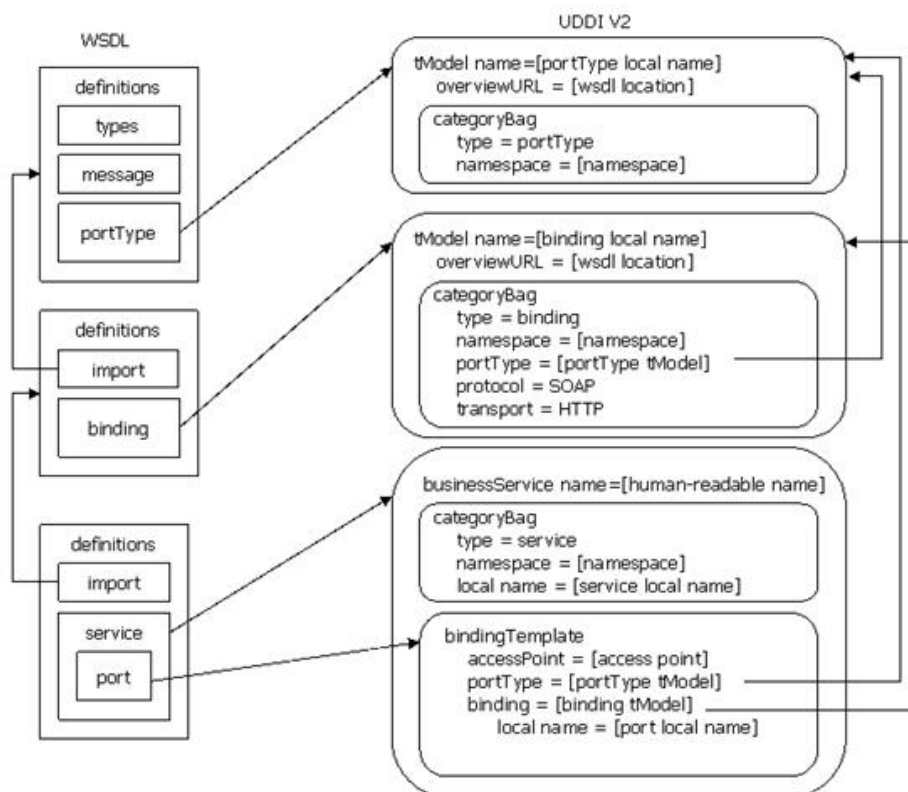 WSDL
definitions
types
message
portType
definitions
import
binding
definitions
import
service
port
UDDI V2
tModel name=[portType local name]
overviewURL = [wsdl location]
categoryBag
type = portType
namespace = [namespace]
tModel name=[binding local name]
overviewURL = [wsdl location]
categoryBag
type = binding
namespace = [namespace]
portType = [portType tModel]
protocol = SOAP
transport = HTTP
businessService name=[human-readable name]
categoryBag
type = service
namespace = [namespace]
local name = [service local name]
bindingTemplate
accessPoint = [access point]
portType = [portType tModel]
binding = [binding tModel]
local name = [port local name]